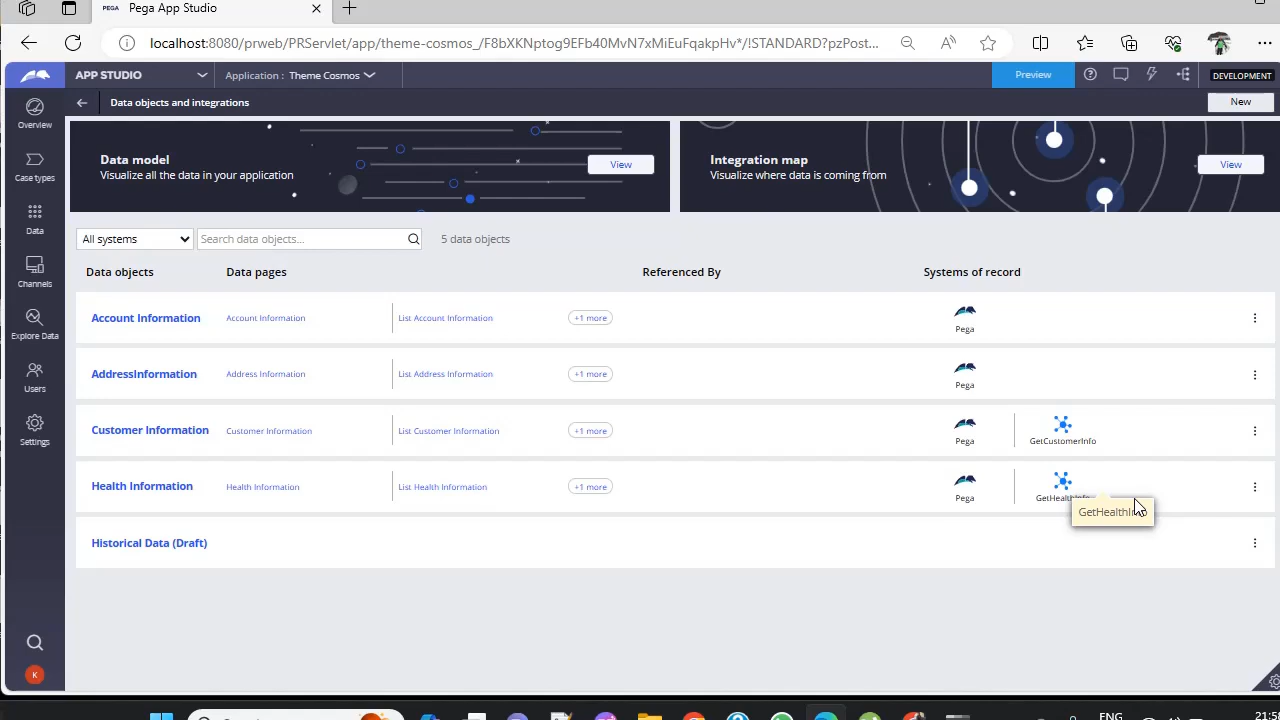 PEGA Pega App Studio
localhost:8080/prweb/PRServlet/app/theme-cosmos_/F8bXKNptog9EFb40MvN7xMiEuFqakpHv*/!STANDARD?pzPost...
APP STUDIO Application : Theme Cosmos Preview DEVELOPMENT
Data objects and integrations New
Overview
Case types
Data
Channels
Explore Data
Users
Settings
K
Data model
Visualize all the data in your application
View
Integration map
Visualize where data is coming from
View
All systems Search data objects... 5 data objects
Data objects Data pages Referenced By Systems of record
Account Information Account Information List Account Information +1 more Pega
AddressInformation Address Information List Address Information +1 more Pega
Customer Information Customer Information List Customer Information +1 more Pega GetCustomerInfo
Health Information Health Information List Health Information +1 more Pega
Historical Data (Draft)
ENG